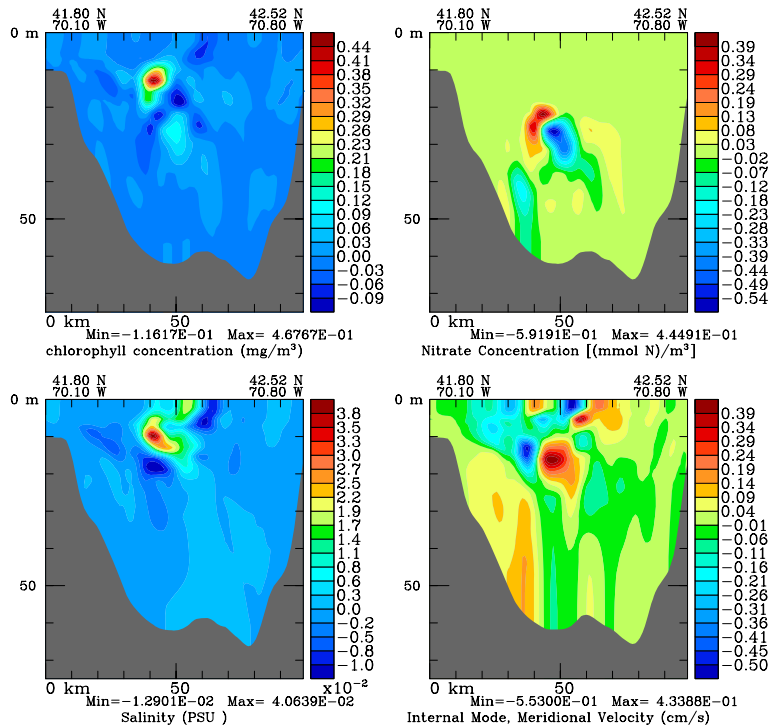 41.80 N 42.52 N 41.80 N 42.52 N
70.10 W 70.80 W 70.10 W 70.80 W
0 m 0 m
0.44 0.39
0.41 0.34
0.38 0.29
0.35 0.24
0.32 0.19
0.29 0.13
0.26 0.08
0.23 0.03
0.21 −0.02
0.18 −0.07
0.15 −0.12
0.12 −0.18
0.09 −0.23
50 0.06 50 −0.28
0.03 −0.33
0.00 −0.39
−0.03 −0.44
−0.06 −0.49
−0.09 −0.54
0 km 50 0 km 50
Min=−1.1617E−01 Max= 4.6767E−01 Min=−5.9191E−01 Max= 4.4491E−01
chlorophyll concentration (mg/m³) Nitrate Concentration [(mmol N)/m³]
41.80 N 42.52 N 41.80 N 42.52 N
70.10 W 70.80 W 70.10 W 70.80 W
0 m 0 m
3.8 0.39
3.5 0.34
3.3 0.29
3.0 0.24
2.7 0.19
2.5 0.14
2.2 0.09
1.9 0.04
1.7 −0.01
1.4 −0.06
1.1 −0.11
0.8 −0.16
0.6 −0.21
50 0.3 50 −0.26
0.0 −0.31
−0.2 −0.36
−0.5 −0.41
−0.8 −0.45
−1.0 −0.50
0 km 50 x10⁻² 0 km 50
Min=−1.2901E−02 Max= 4.0639E−02 Min=−5.5300E−01 Max= 4.3388E−01
Salinity (PSU ) Internal Mode, Meridional Velocity (cm/s)